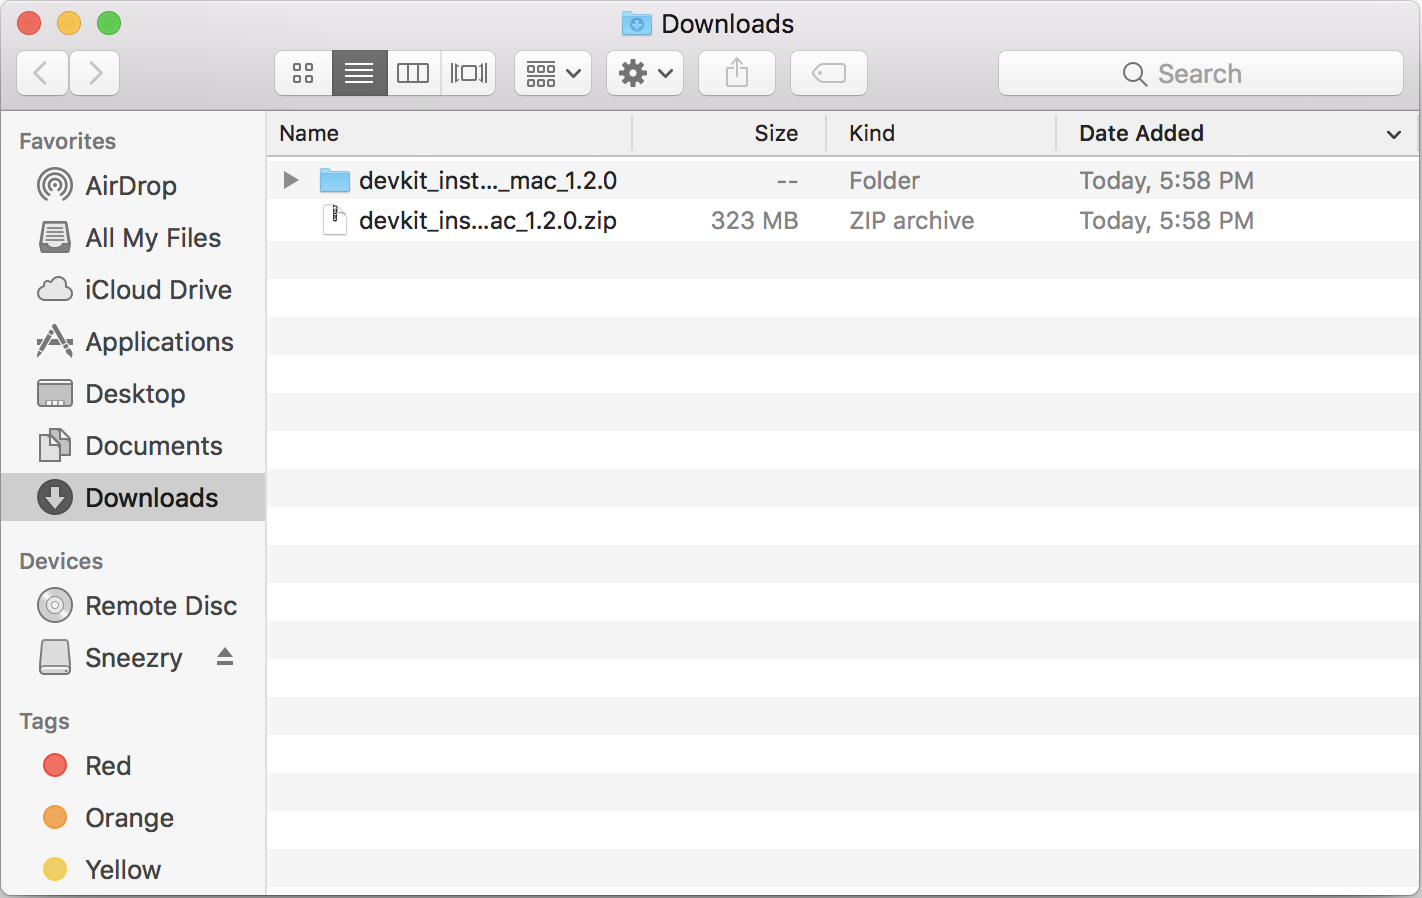 Downloads
Search
Favorites
AirDrop
All My Files
iCloud Drive
Applications
Desktop
Documents
Downloads
Devices
Remote Disc
Sneezry
Tags
Red
Orange
Yellow
Name Size Kind Date Added
devkit_inst..._mac_1.2.0 -- Folder Today, 5:58 PM
devkit_ins...ac_1.2.0.zip 323 MB ZIP archive Today, 5:58 PM